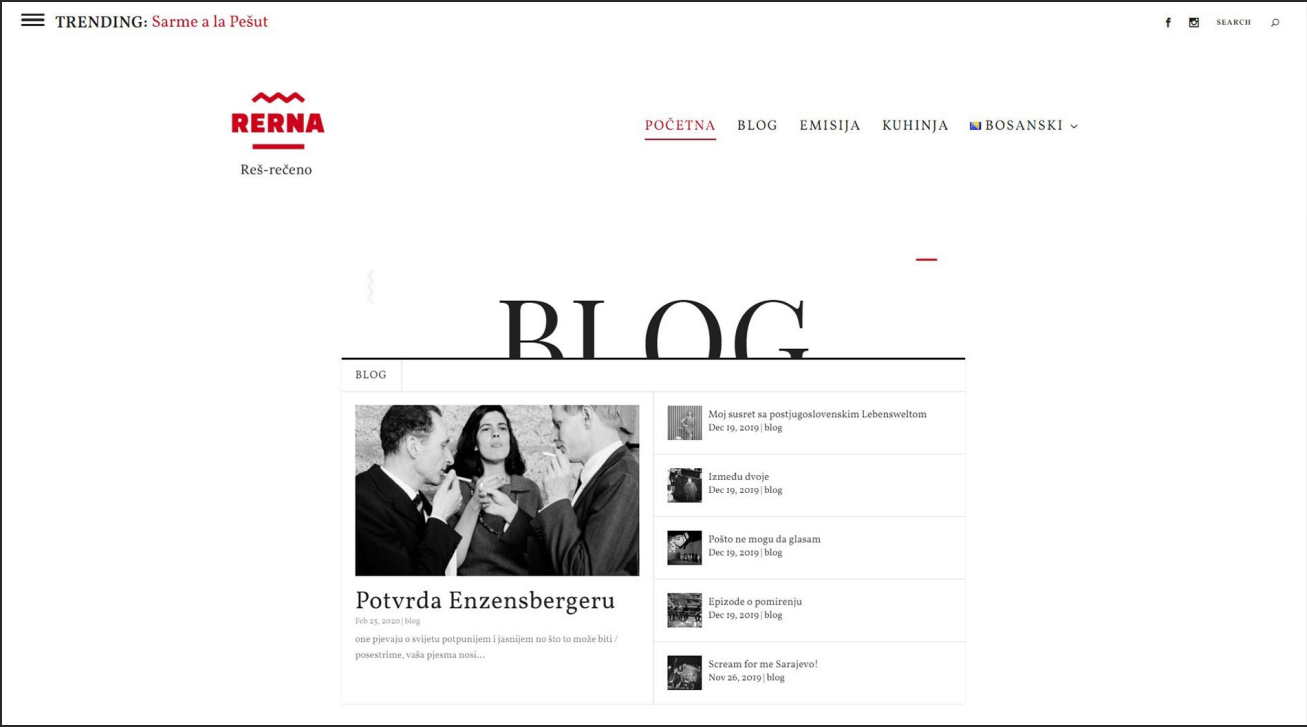 TRENDING: Sarme a la Pešut
SEARCH
RERNA
Reš-rečeno
POČETNA BLOG EMISIJA KUHINJA BOSANSKI
BLOG
BLOG
Potvrda Enzensbergeru
Feb 25, 2020 | blog
one pjevaju o svijetu potpunijem i jasnijem no što to može biti /
posestrime, vaša pjesma nosi...
Moj susret sa postjugoslovenskim Lebensweltom
Dec 19, 2019 | blog
Između dvoje
Dec 19, 2019 | blog
Pošto ne mogu da glasam
Dec 19, 2019 | blog
Epizode o pomirenju
Dec 19, 2019 | blog
Scream for me Sarajevo!
Nov 26, 2019 | blog